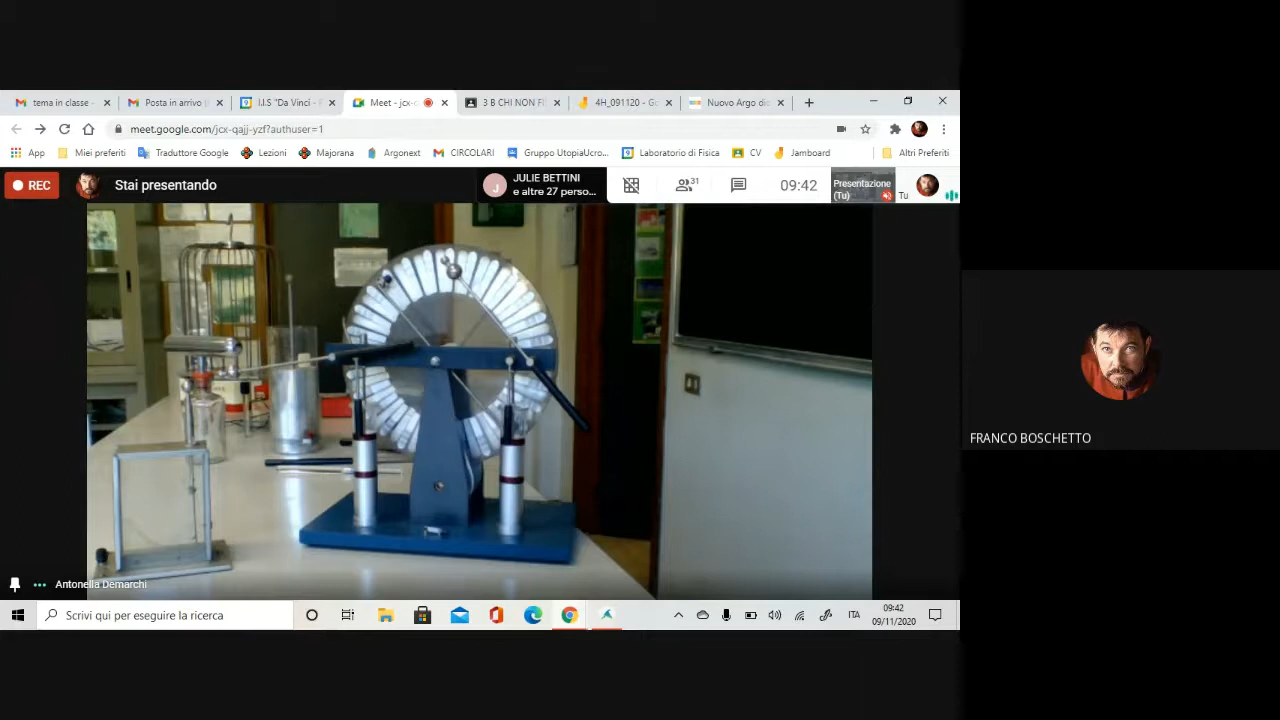 tema in classe -
Posta in arrivo
I.I.S "Da Vinci -
Meet - jcx-
3 B CHI NON F
4H_091120 - G
Nuovo Argo di
meet.google.com/jcx-qajj-yzf?authuser=1
App
Miei preferiti
Traduttore Google
Lezioni
Majorana
Argonext
CIRCOLARI
Gruppo UtopiaUcro...
Laboratorio di Fisica
CV
Jamboard
Altri Preferiti
REC
Stai presentando
J
JULIE BETTINI
e altre 27 perso...
31
09:42
Presentazione
(Tu)
Tu
FRANCO BOSCHETTO
Antonella Demarchi
Scrivi qui per eseguire la ricerca
ITA
09:42
09/11/2020